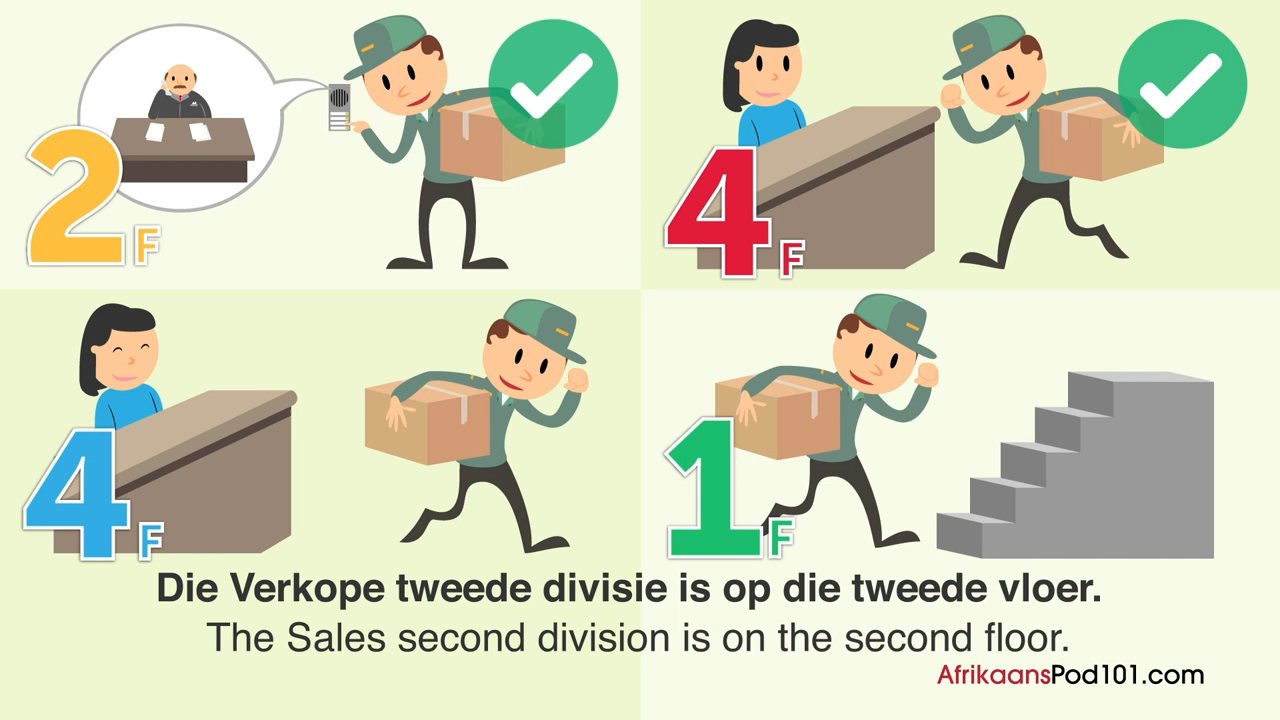 2F
4F
4F
1F
Die Verkope tweede divisie is op die tweede vloer.
The Sales second division is on the second floor.
AfrikaansPod101.com